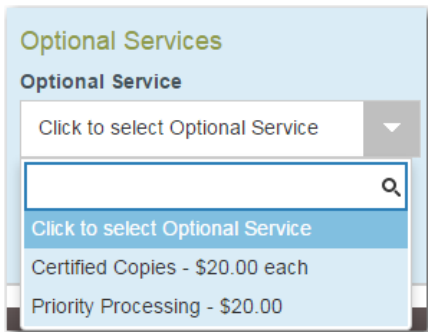 Optional Services
Optional Service
Click to select Optional Service
Click to select Optional Service
Certified Copies - $20.00 each
Priority Processing - $20.00